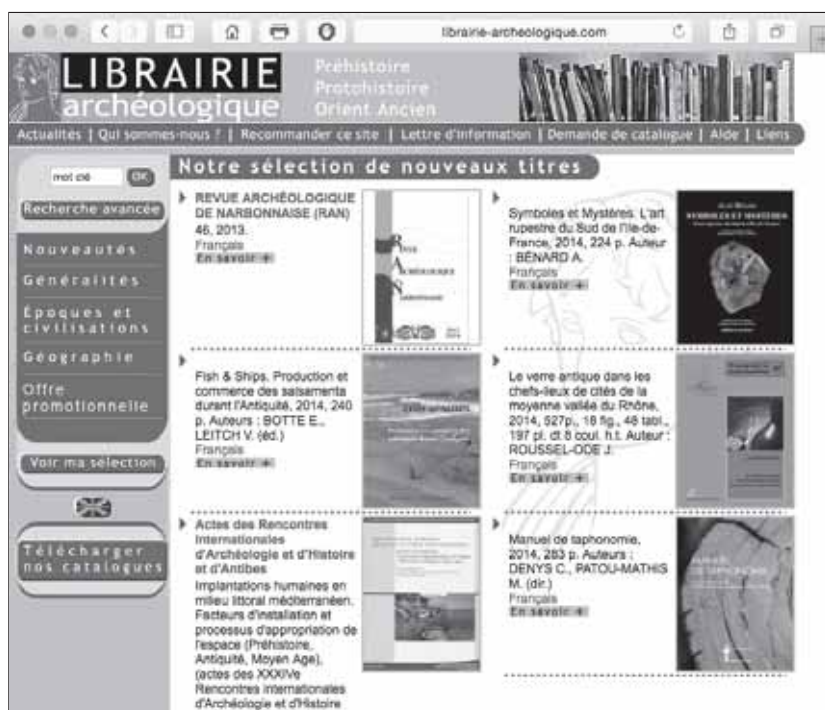 librairie-archeologique.com
LIBRAIRIE
archéologique
Préhistoire
Protohistoire
Orient Ancien
Actualités | Qui sommes-nous ? | Recommander ce site | Lettre d'information | Demande de catalogue | Aide | Liens
mot clé OK
Recherche avancée
Nouveautés
Généralités
Époques et
civilisations
Géographie
Offre
promotionnelle
Voir ma sélection
Télécharger
nos catalogues
Notre sélection de nouveaux titres
REVUE ARCHÉOLOGIQUE
DE NARBONNAISE (RAN)
46, 2013.
Français
En savoir +
REVUE
ARCHÉOLOGIQUE
NARBONNAISE
Symboles et Mystères. L'art
rupestre du Sud de l'Ile-de-
France, 2014, 224 p. Auteur
: BÉNARD A.
Français
En savoir +
SYMBOLES ET MYSTÈRES
Fish & Ships. Production et
commerce des salsamenta
durant l'Antiquité, 2014, 240
p. Auteurs : BOTTE E.,
LEITCH V. (éd.)
Français
En savoir +
Le verre antique dans les
chefs-lieux de cités de la
moyenne vallée du Rhône,
2014, 527p., 18 fig., 48 tabl.,
197 pl. dt 8 coul. h.t. Auteur :
ROUSSEL-ODE J.
Français
En savoir +
Actes des Rencontres
Internationales
d'Archéologie et d'Histoire
et d'Antibes
Implantations humaines en
milieu littoral méditerranéen.
Facteurs d'installation et
processus d'appropriation de
l'espace (Préhistoire,
Antiquité, Moyen Age),
(actes des XXXIVe
Rencontres internationales
d'Archéologie et d'Histoire
Manuel de taphonomie,
2014, 283 p. Auteurs :
DENYS C., PATOU-MATHIS
M. (dir.)
Français
En savoir +